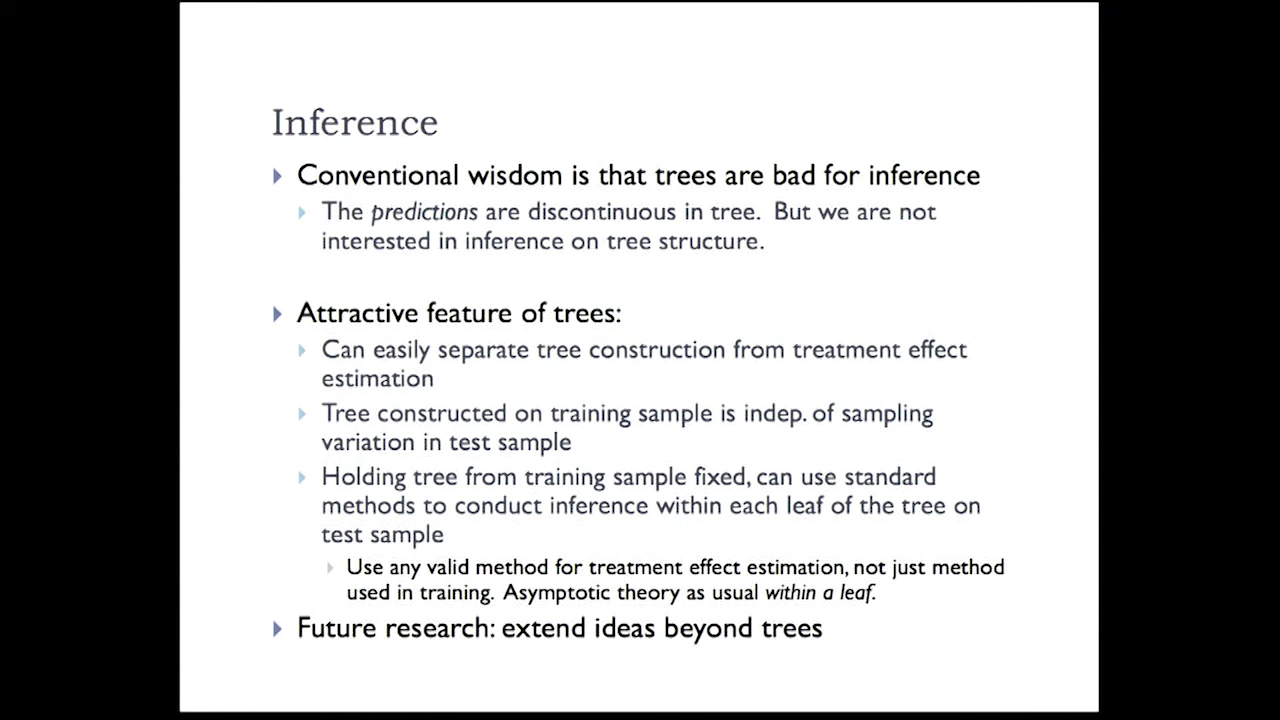 Inference
Conventional wisdom is that trees are bad for inference
The predictions are discontinuous in tree. But we are not
interested in inference on tree structure.
Attractive feature of trees:
Can easily separate tree construction from treatment effect
estimation
Tree constructed on training sample is indep. of sampling
variation in test sample
Holding tree from training sample fixed, can use standard
methods to conduct inference within each leaf of the tree on
test sample
Use any valid method for treatment effect estimation, not just method
used in training. Asymptotic theory as usual within a leaf.
Future research: extend ideas beyond trees